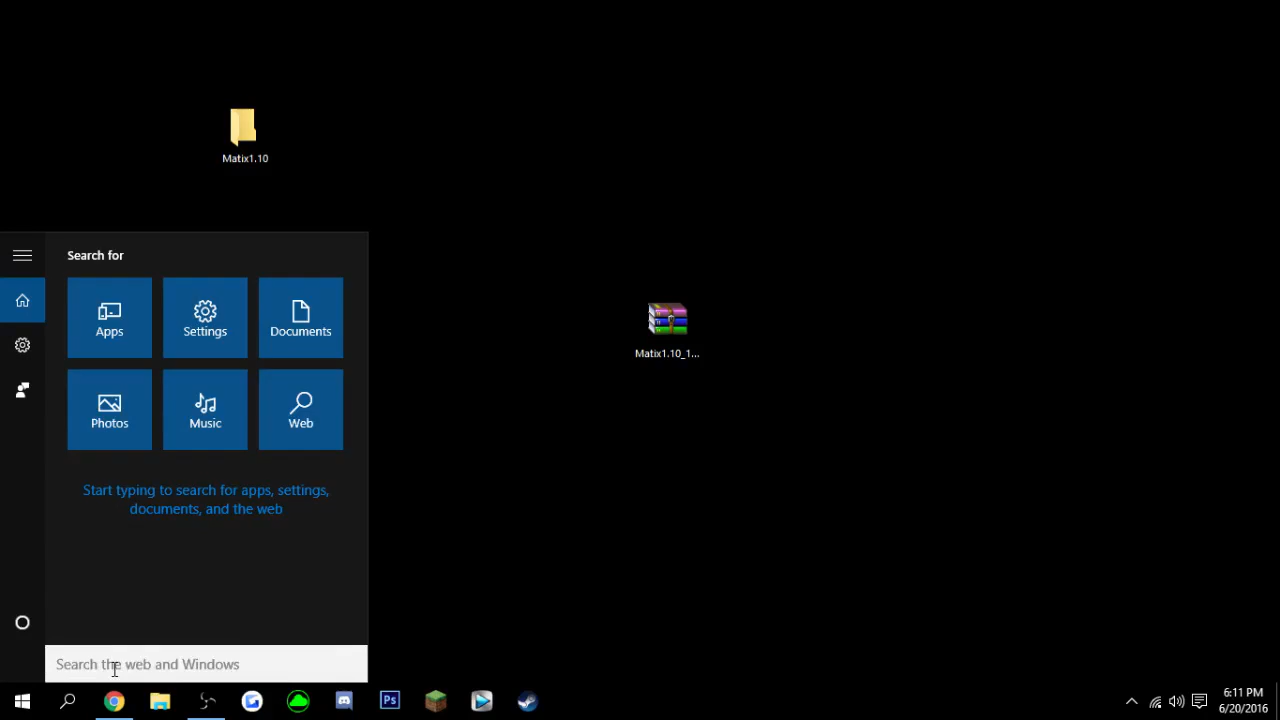 Matix1.10
Search for
Apps
Settings
Documents
Photos
Music
Web
Start typing to search for apps, settings,
documents, and the web
Matix1.10_1...
Search the web and Windows
Ps
6:11 PM
6/20/2016